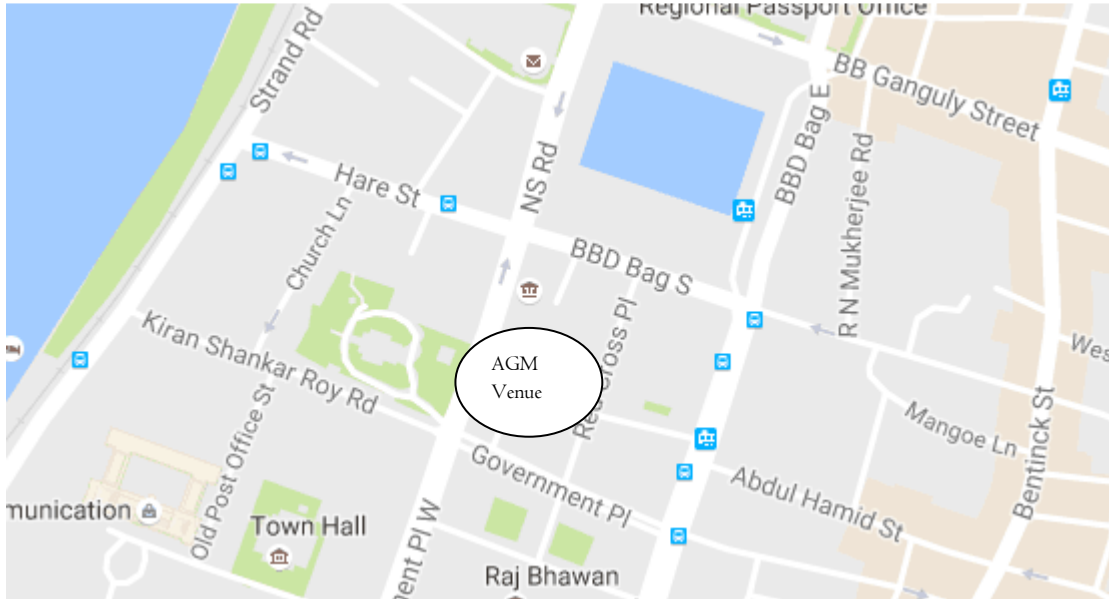 Regional Passport Office
Strand Rd
BB Ganguly Street
BBD Bag E
NS Rd
R N Mukherjee Rd
Hare St
Church Ln
BBD Bag S
Kiran Shankar Roy Rd
AGM
Venue
Red Cross Pl
Wes
Mangoe Ln
Bentinck St
Old Post Office St
Government Pl
Abdul Hamid St
munication
Town Hall
ment Pl W
Raj Bhawan